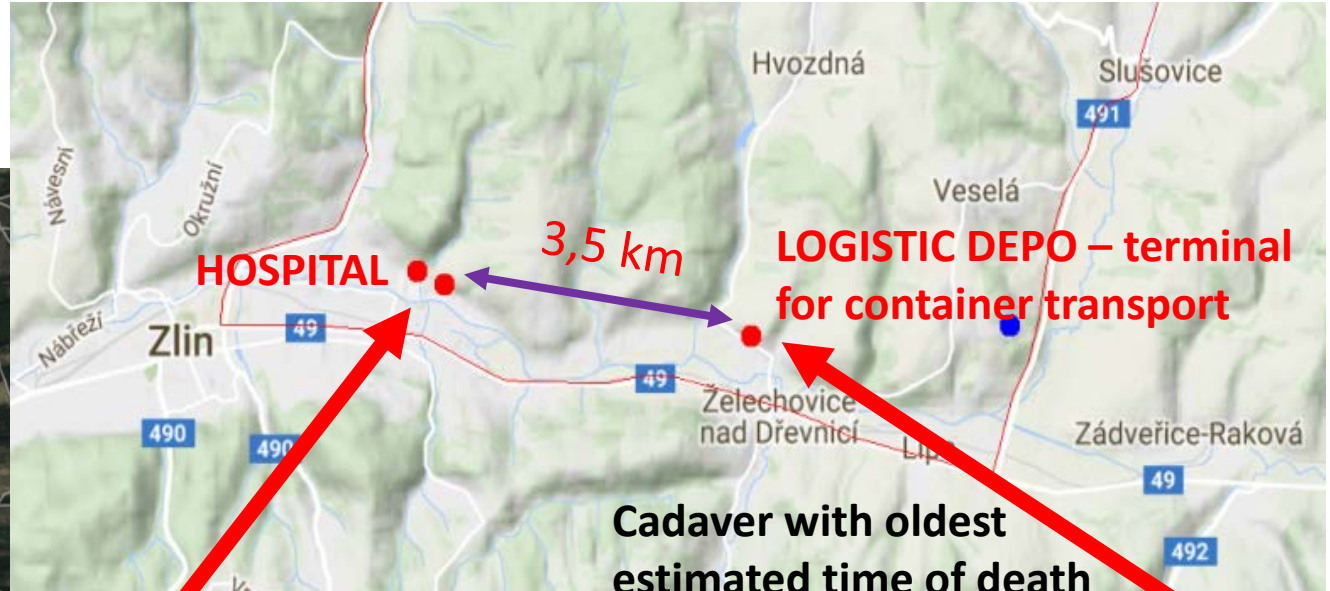 Hvozdná
Slušovice
491
Návesní
Okružní
Veselá
3,5 km
HOSPITAL
LOGISTIC DEPO – terminal
for container transport
Nábřeží
Zlin
49
49
Želechovice
nad Dřevnicí
490
490
Zádveřice-Raková
49
492
Cadaver with oldest
estimated time of death